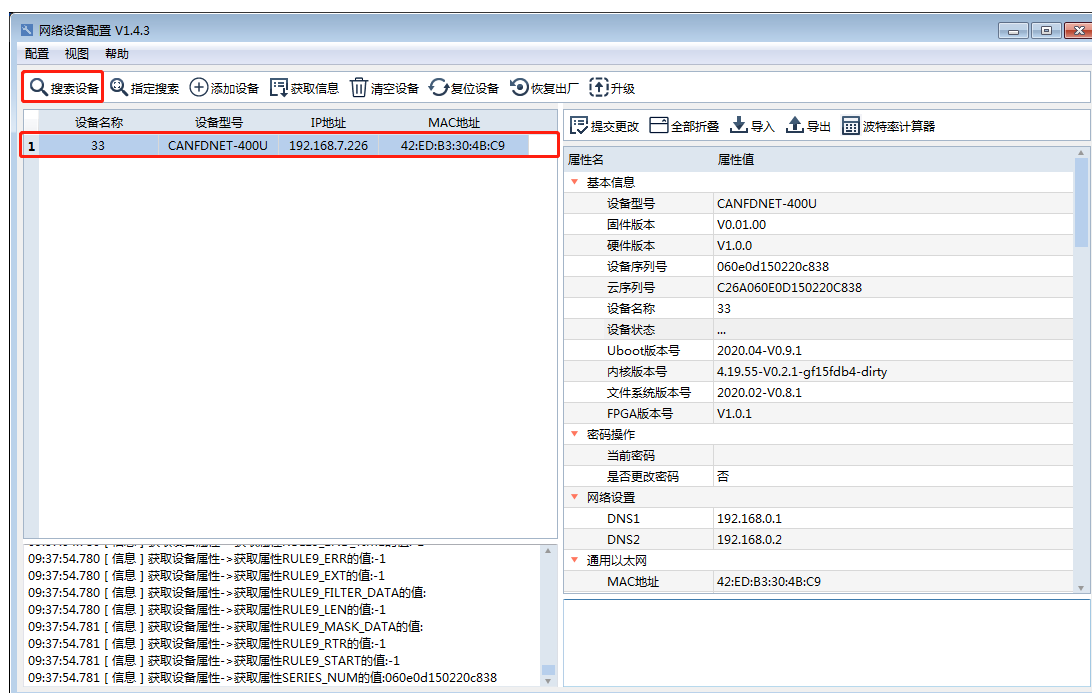 网络设备配置 V1.4.3
配置 视图 帮助
搜索设备 指定搜索 添加设备 获取信息 清空设备 复位设备 恢复出厂 升级
设备名称 设备型号 IP地址 MAC地址
1 33 CANFDNET-400U 192.168.7.226 42:ED:B3:30:4B:C9
提交更改 全部折叠 导入 导出 波特率计算器
属性名 属性值
基本信息
设备型号 CANFDNET-400U
固件版本 V0.01.00
硬件版本 V1.0.0
设备序列号 060e0d150220c838
云序列号 C26A060E0D150220C838
设备名称 33
设备状态 ...
Uboot版本号 2020.04-V0.9.1
内核版本号 4.19.55-V0.2.1-gf15fdb4-dirty
文件系统版本号 2020.02-V0.8.1
FPGA版本号 V1.0.1
密码操作
当前密码
是否更改密码 否
网络设置
DNS1 192.168.0.1
DNS2 192.168.0.2
通用以太网
MAC地址 42:ED:B3:30:4B:C9
09:37:54.780 [ 信息 ] 获取设备属性->获取属性RULE9_ERR的值:-1
09:37:54.780 [ 信息 ] 获取设备属性->获取属性RULE9_EXT的值:-1
09:37:54.780 [ 信息 ] 获取设备属性->获取属性RULE9_FILTER_DATA的值:
09:37:54.780 [ 信息 ] 获取设备属性->获取属性RULE9_LEN的值:-1
09:37:54.781 [ 信息 ] 获取设备属性->获取属性RULE9_MASK_DATA的值:
09:37:54.781 [ 信息 ] 获取设备属性->获取属性RULE9_RTR的值:-1
09:37:54.781 [ 信息 ] 获取设备属性->获取属性RULE9_START的值:-1
09:37:54.781 [ 信息 ] 获取设备属性->获取属性SERIES_NUM的值:060e0d150220c838